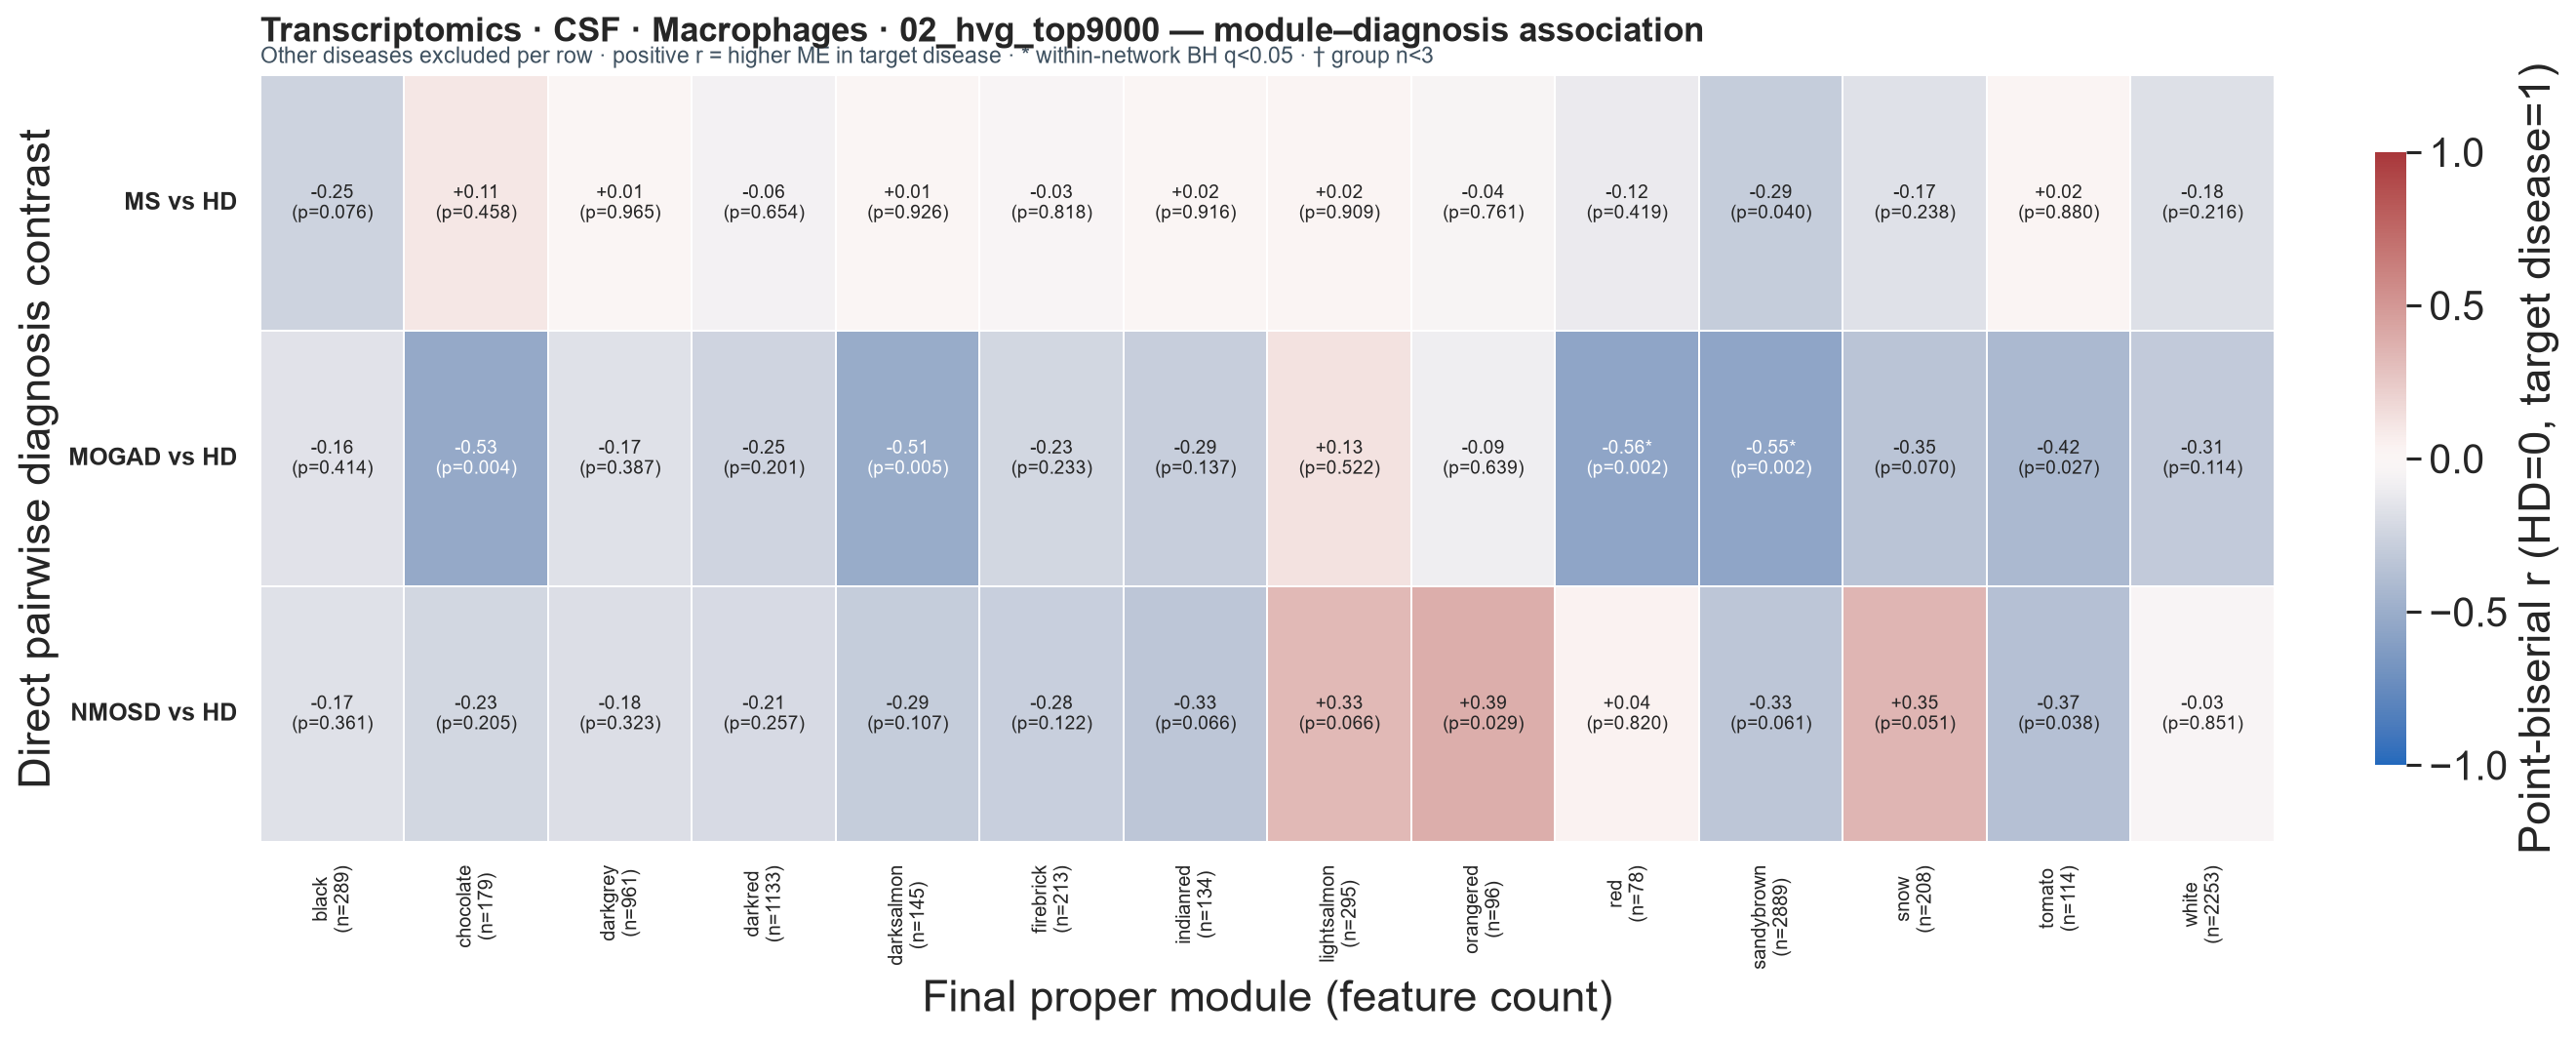 Transcriptomics · CSF · Macrophages · 02_hvg_top9000 — module–diagnosis association
Other diseases excluded per row · positive r = higher ME in target disease · * within-network BH q<0.05 · † group n<3
Direct pairwise diagnosis contrast
MS vs HD
-0.25 +0.11 +0.01 -0.06 +0.01 -0.03 +0.02 +0.02 -0.04 -0.12 -0.29 -0.17 +0.02 -0.18
(p=0.076) (p=0.458) (p=0.965) (p=0.654) (p=0.926) (p=0.818) (p=0.916) (p=0.909) (p=0.761) (p=0.419) (p=0.040) (p=0.238) (p=0.880) (p=0.216)
MOGAD vs HD
-0.16 -0.53 -0.17 -0.25 -0.51 -0.23 -0.29 +0.13 -0.09 -0.56* -0.55* -0.35 -0.42 -0.31
(p=0.414) (p=0.004) (p=0.387) (p=0.201) (p=0.005) (p=0.233) (p=0.137) (p=0.522) (p=0.639) (p=0.002) (p=0.002) (p=0.070) (p=0.027) (p=0.114)
NMOSD vs HD
-0.17 -0.23 -0.18 -0.21 -0.29 -0.28 -0.33 +0.33 +0.39 +0.04 -0.33 +0.35 -0.37 -0.03
(p=0.361) (p=0.205) (p=0.323) (p=0.257) (p=0.107) (p=0.122) (p=0.066) (p=0.066) (p=0.029) (p=0.820) (p=0.061) (p=0.051) (p=0.038) (p=0.851)
black
(n=289)
chocolate
(n=179)
darkgrey
(n=961)
darkred
(n=1133)
darksalmon
(n=145)
firebrick
(n=213)
indianred
(n=134)
lightsalmon
(n=295)
orangered
(n=96)
red
(n=78)
sandybrown
(n=2889)
snow
(n=208)
tomato
(n=114)
white
(n=2253)
Final proper module (feature count)
1.0
0.5
0.0
−0.5
−1.0
Point-biserial r (HD=0, target disease=1)